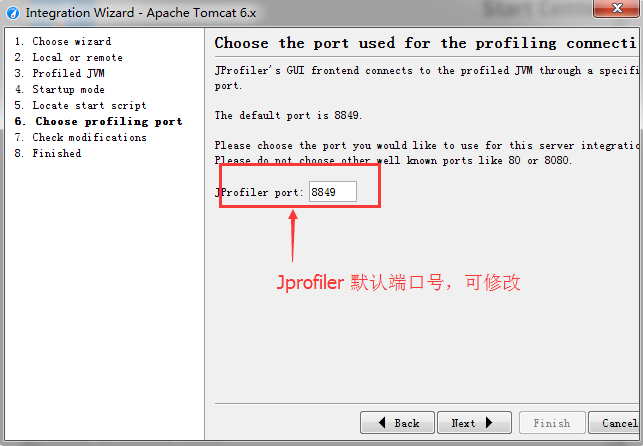 Start Cente
Integration Wizard - Apache Tomcat 6.x
1. Choose wizard
2. Local or remote
3. Profiled JVM
4. Startup mode
5. Locate start script
6. Choose profiling port
7. Check modifications
8. Finished
Choose the port used for the profiling connecti
JProfiler's GUI frontend connects to the profiled JVM through a specifi
port.
The default port is 8849.
Please choose the port you would like to use for this server integratio
Please do not choose other well known ports like 80 or 8080.
JProfiler port: 8849
Jprofiler 默认端口号，可修改
Back Next Finish Cancel